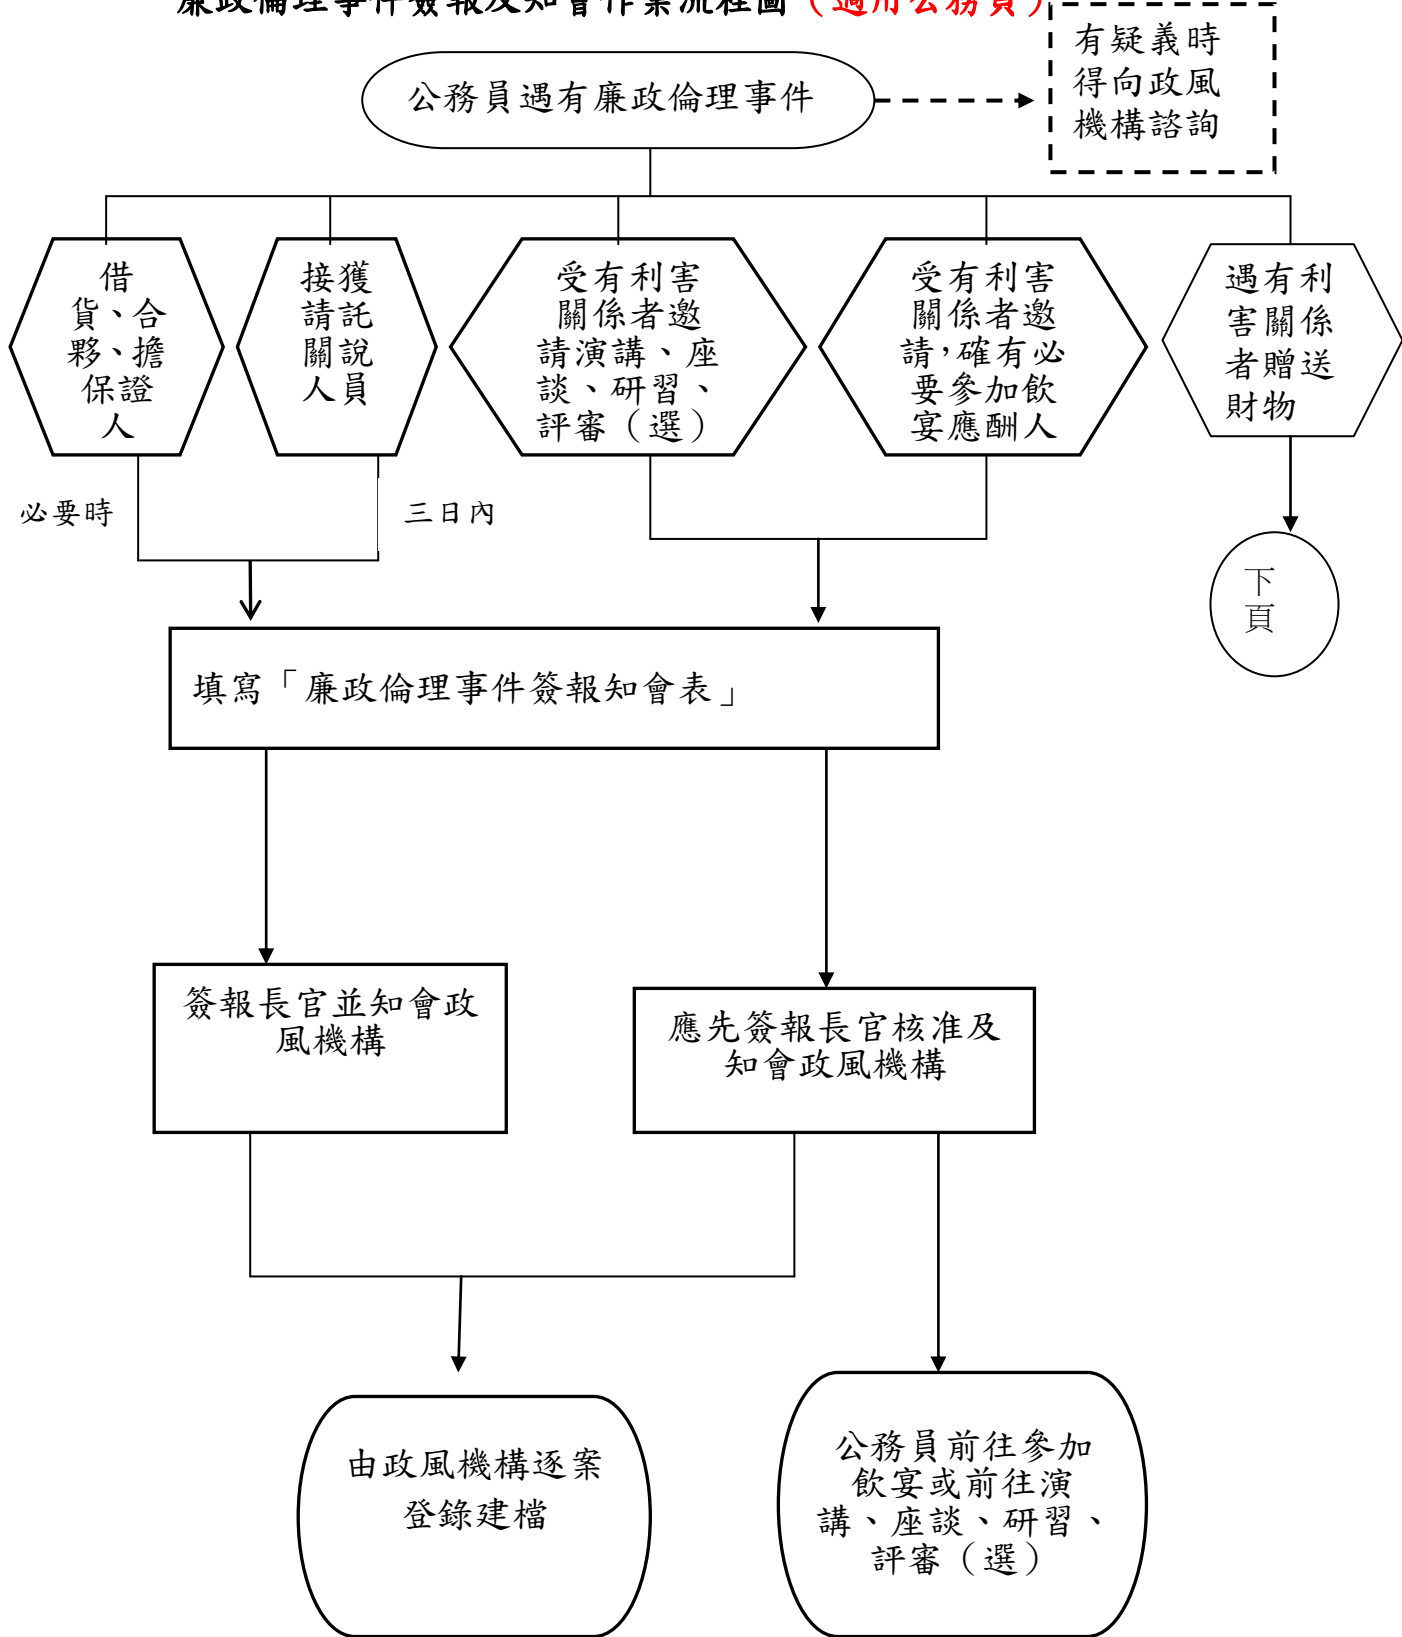 廉政倫理事件簽報及知會作業流程圖（適用公務員）
有疑義時
得向政風
機構諮詢
公務員遇有廉政倫理事件
借
貸、合
夥、擔
保證
人
接獲
請託
關說
人員
受有利害
關係者邀
請演講、座
談、研習、
評審（選）
受有利害
關係者邀
請，確有必
要參加飲
宴應酬人
遇有利
害關係
者贈送
財物
必要時
三日內
下
頁
填寫「廉政倫理事件簽報知會表」
簽報長官並知會政
風機構
應先簽報長官核准及
知會政風機構
由政風機構逐案
登錄建檔
公務員前往參加
飲宴或前往演
講、座談、研習、
評審（選）